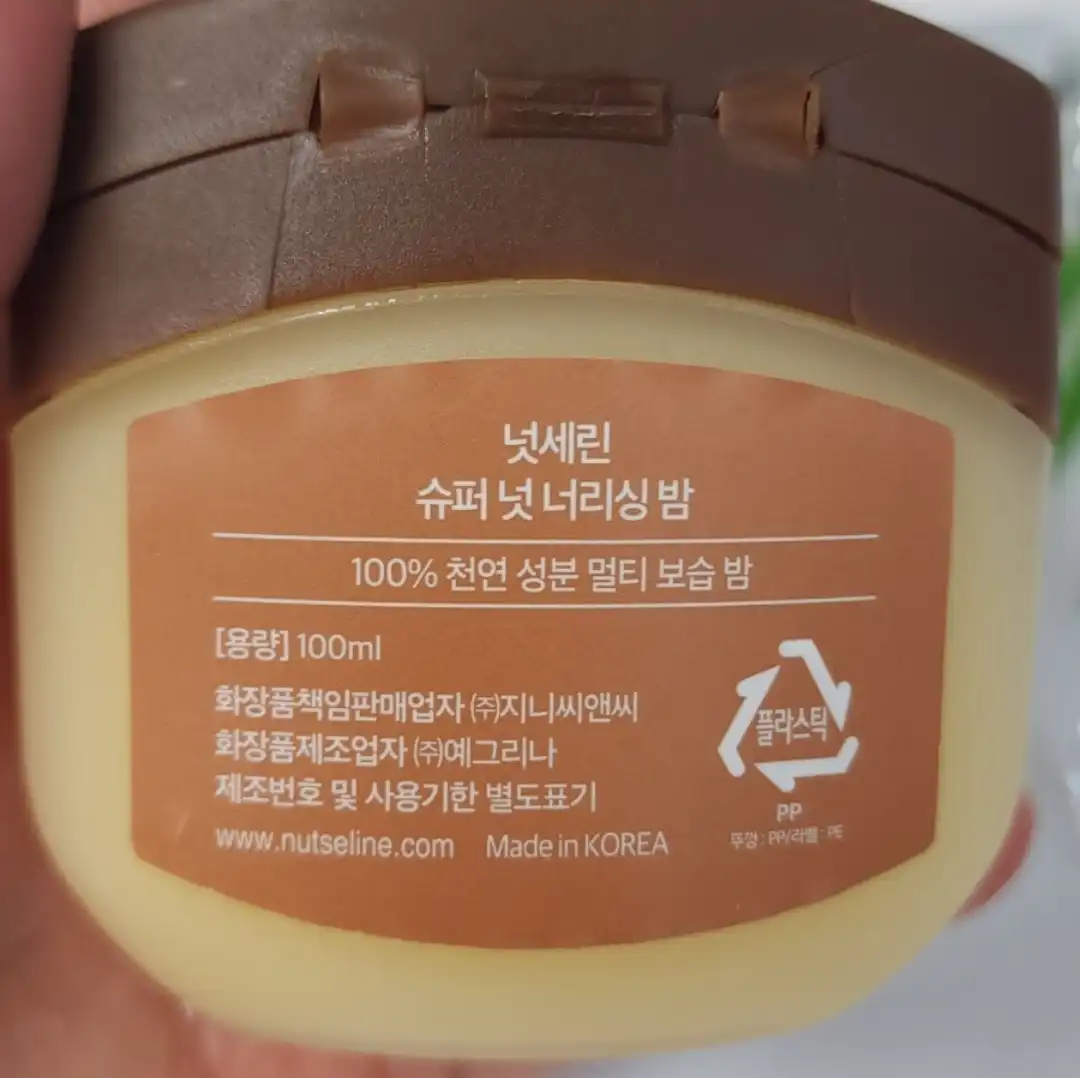 넛세린
슈퍼 넛 너리싱 밤
100% 천연 성분 멀티 보습 밤
[용량] 100ml
화장품책임판매업자 ㈜지니씨앤씨
화장품제조업자 ㈜예그리나
제조번호 및 사용기한 별도표기
www.nutseline.com Made in KOREA
플라스틱
PP
뚜껑 : PP/라벨 : PE